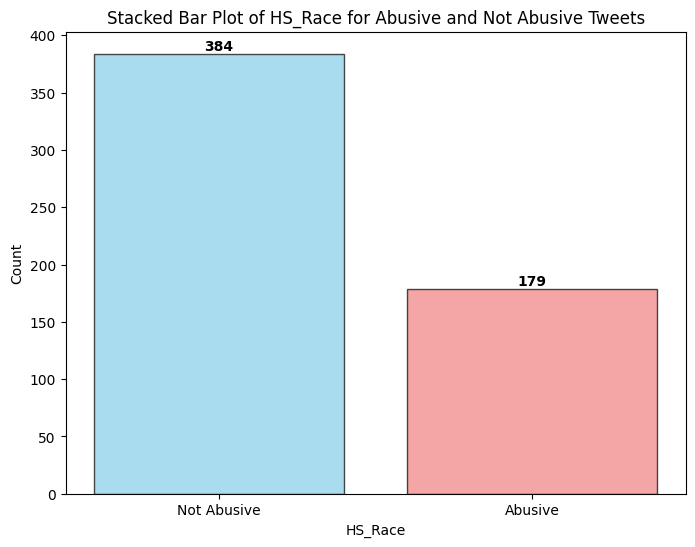 Stacked Bar Plot of HS_Race for Abusive and Not Abusive Tweets
400
350
300
250
200
150
100
50
0
Count
384
179
Not Abusive
Abusive
HS_Race